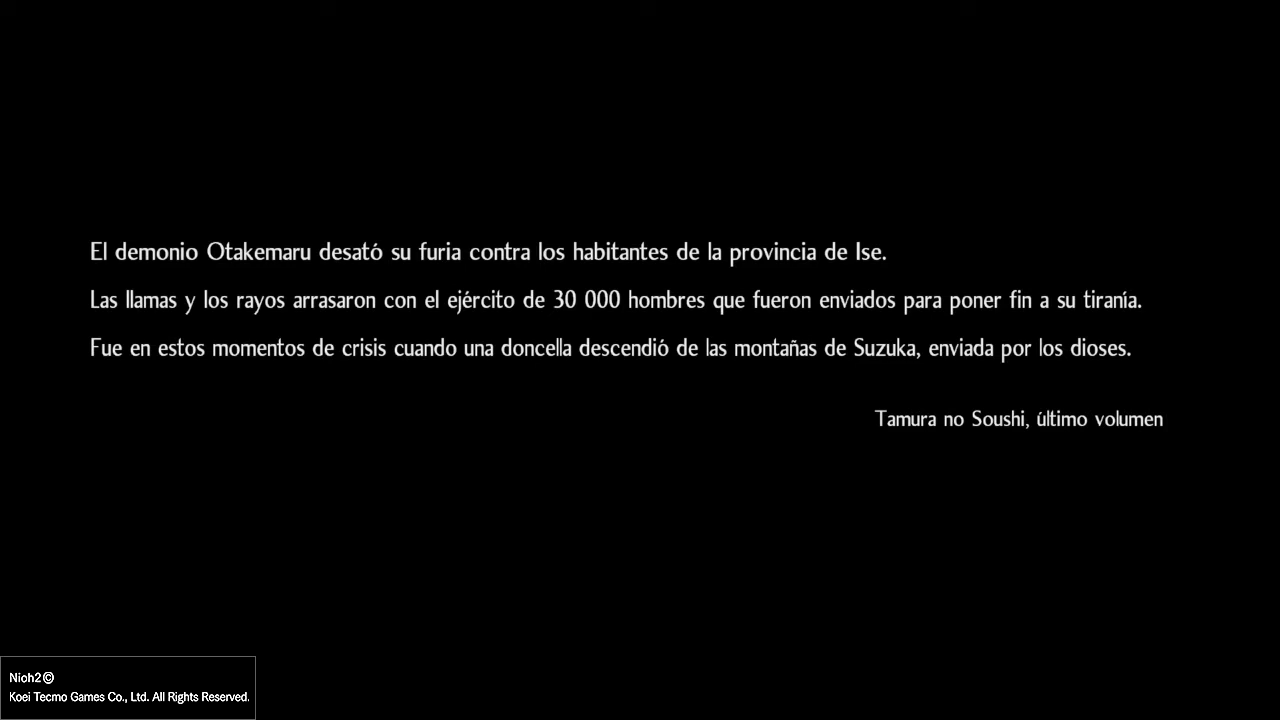 El demonio Otakemaru desató su furia contra los habitantes de la provincia de Ise.
Las llamas y los rayos arrasaron con el ejército de 30 000 hombres que fueron enviados para poner fin a su tiranía.
Fue en estos momentos de crisis cuando una doncella descendió de las montañas de Suzuka, enviada por los dioses.
Tamura no Soushi, último volumen
Nioh2©
Koei Tecmo Games Co., Ltd. All Rights Reserved.